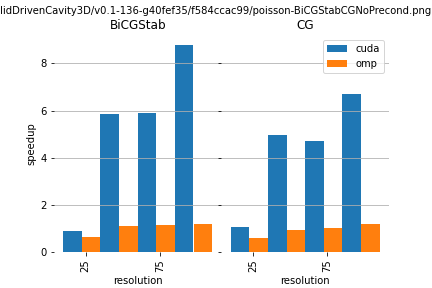 lidDrivenCavity3D/v0.1-136-g40fef35/f584ccac99/poisson-BiCGStabCGNoPrecond.png
BiCGStab CG
cuda
omp
8
6
4
2
0
speedup
25 75 25 75
resolution resolution